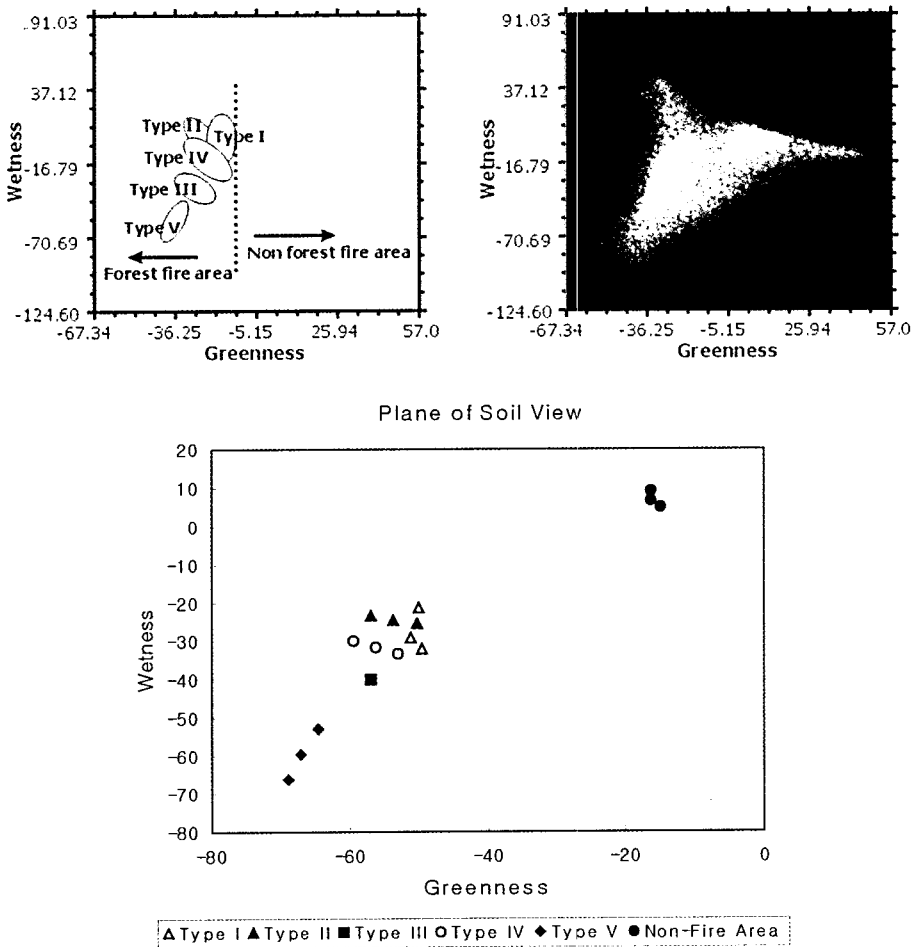 91.03
37.12
-16.79
-70.69
-124.60
Wetness
Type II
Type I
Type IV
Type III
Type V
Non forest fire area
Forest fire area
-67.34 -36.25 -5.15 25.94 57.0
Greenness
91.03
37.12
-16.79
-70.69
-124.60
Wetness
-67.34 -36.25 -5.15 25.94 57.0
Greenness
Plane of Soil View
20
10
0
-10
-20
-30
-40
-50
-60
-70
-80
Wetness
-80 -60 -40 -20 0
Greenness
Type I Type II Type III Type IV Type V Non-Fire Area